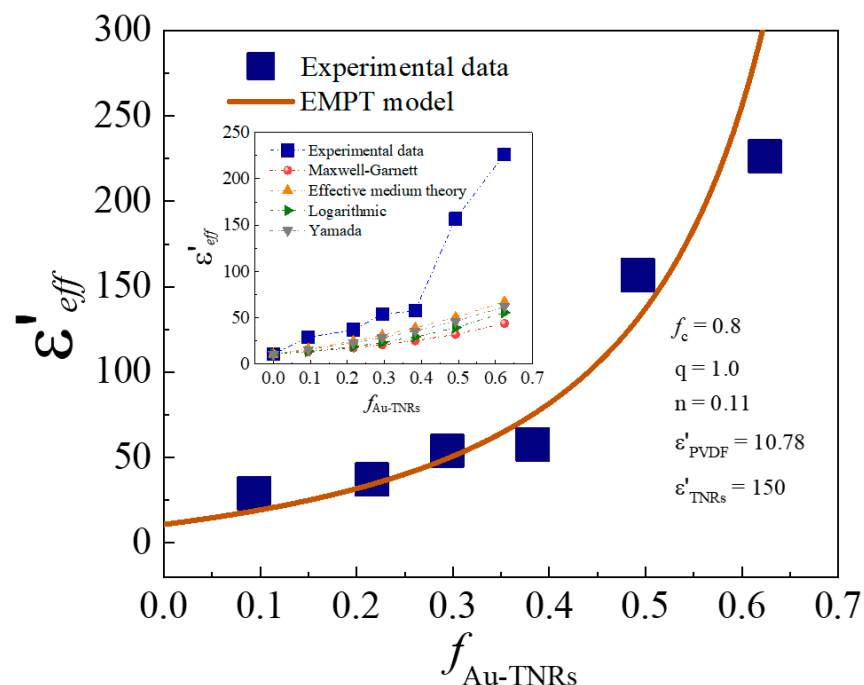 300
250
200
150
100
50
0
ε'eff
Experimental data
EMPT model
250
200
150
100
50
0
ε'eff
Experimental data
Maxwell-Garnett
Effective medium theory
Logarithmic
Yamada
0.0 0.1 0.2 0.3 0.4 0.5 0.6 0.7
fAu-TNRs
fc = 0.8
q = 1.0
n = 0.11
ε'PVDF = 10.78
ε'TNRs = 150
0.0 0.1 0.2 0.3 0.4 0.5 0.6 0.7
fAu-TNRs